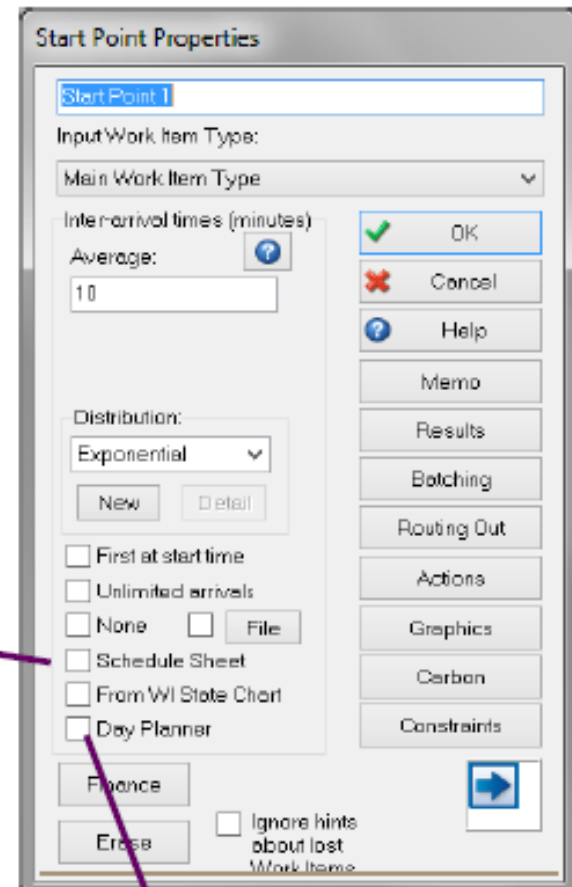 Start Point Properties
Start Point 1
Input Work Item Type:
Main Work Item Type
Inter-arrival times (minutes)
Average:
10
OK
Cancel
Help
Memo
Distribution:
Exponential
Results
Batching
New Detail
Routing Out
First at start time
Unlimited arrivals
Actions
None File
Graphics
Schedule Sheet
From WI State Chart
Carbon
Day Planner
Constraints
Finance
Erase
Ignore hints
about lost
Work Items